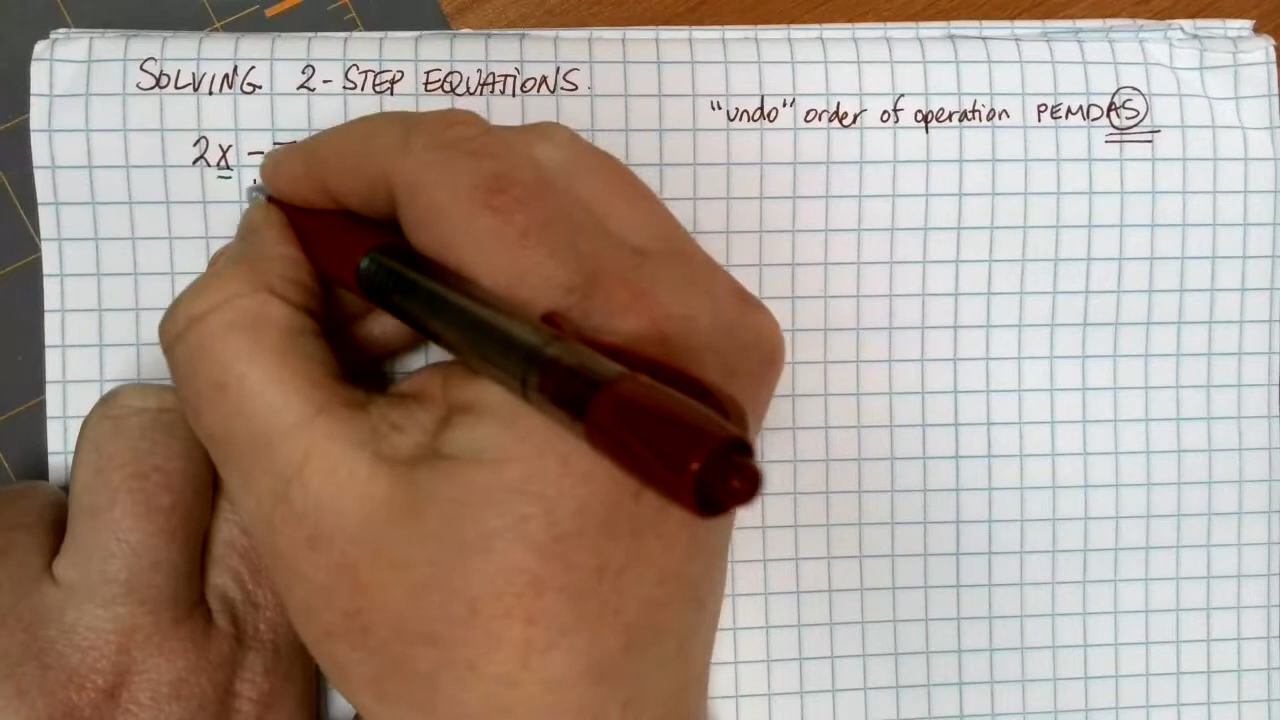 SOLVING 2-STEP EQUATIONS.
"undo" order of operation PEMDAS
2x -